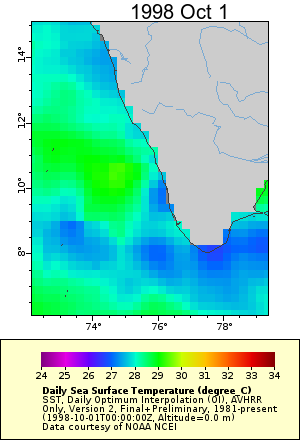 1998 Oct 1
14°
12°
10°
8°
74°
76°
78°
24 25 26 27 28 29 30 31 32 33 34
Daily Sea Surface Temperature (degree_C)
SST, Daily Optimum Interpolation (OI), AVHRR
Only, Version 2, Final+Preliminary, 1981-present
(1998-10-01T00:00:00Z, Altitude=0.0 m)
Data courtesy of NOAA NCEI